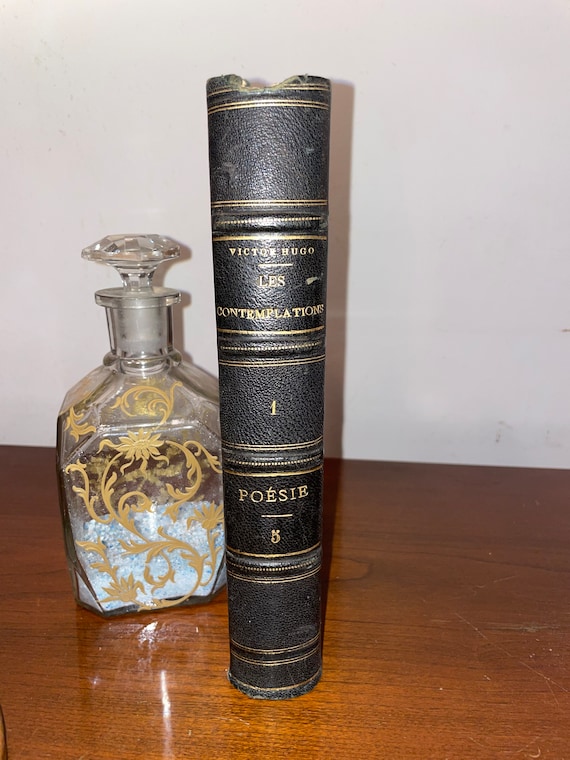 VICTOR HUGO
LES
CONTEMPLATIONS
1
POÉSIE
5